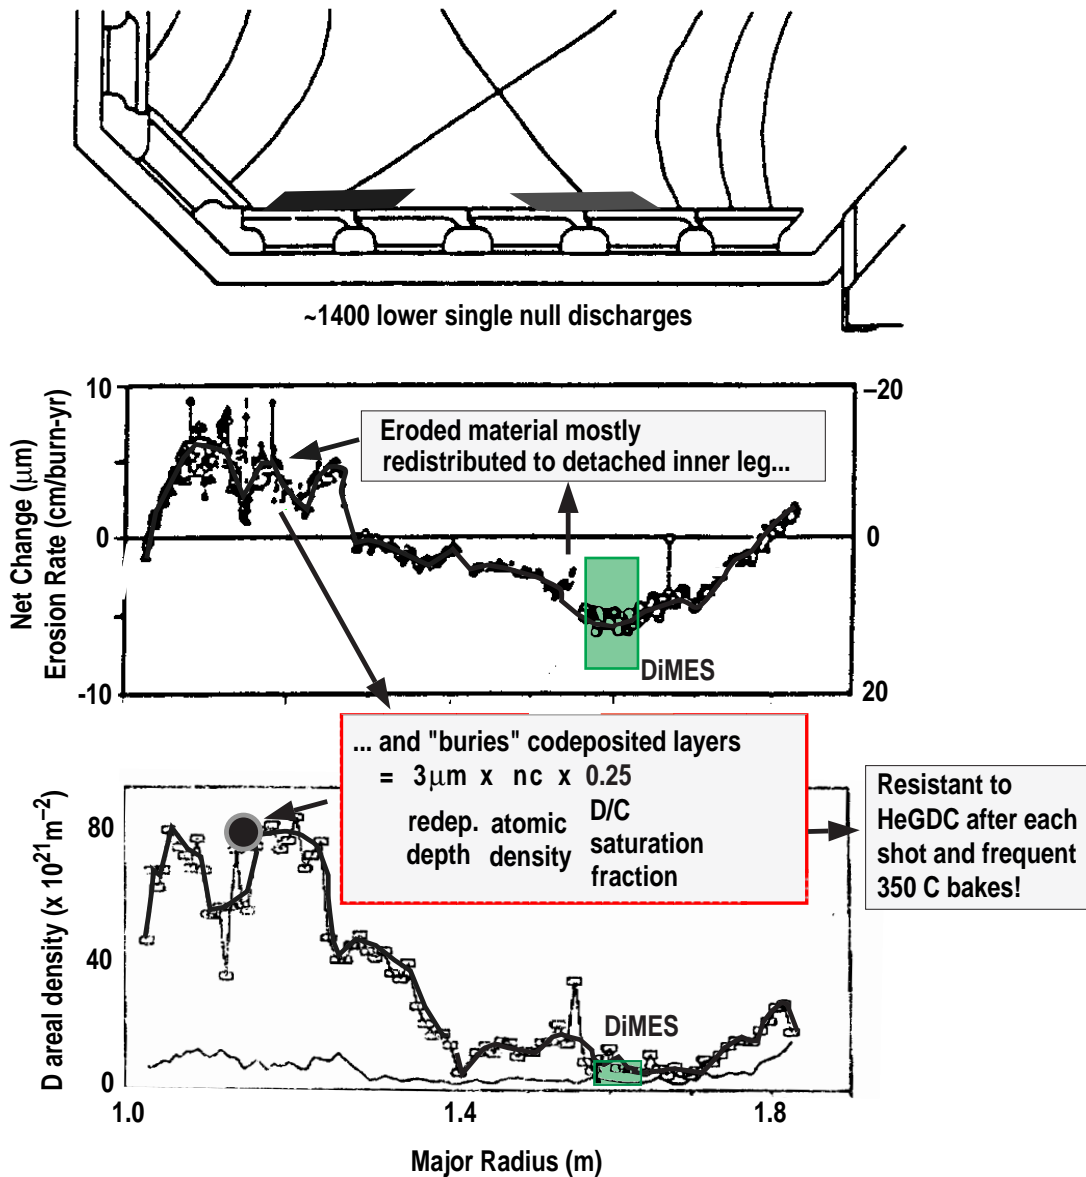 ~1400 lower single null discharges
10
0
-10
–20
0
20
Net Change (μm)
Erosion Rate (cm/burn-yr)
Eroded material mostly
redistributed to detached inner leg...
DiMES
... and "buries" codeposited layers
= 3μm x nc x 0.25
redep. depth
atomic density
D/C saturation fraction
Resistant to
HeGDC after each
shot and frequent
350 C bakes!
80
40
0
D areal density (x 10²¹m⁻²)
DiMES
1.0
1.4
1.8
Major Radius (m)